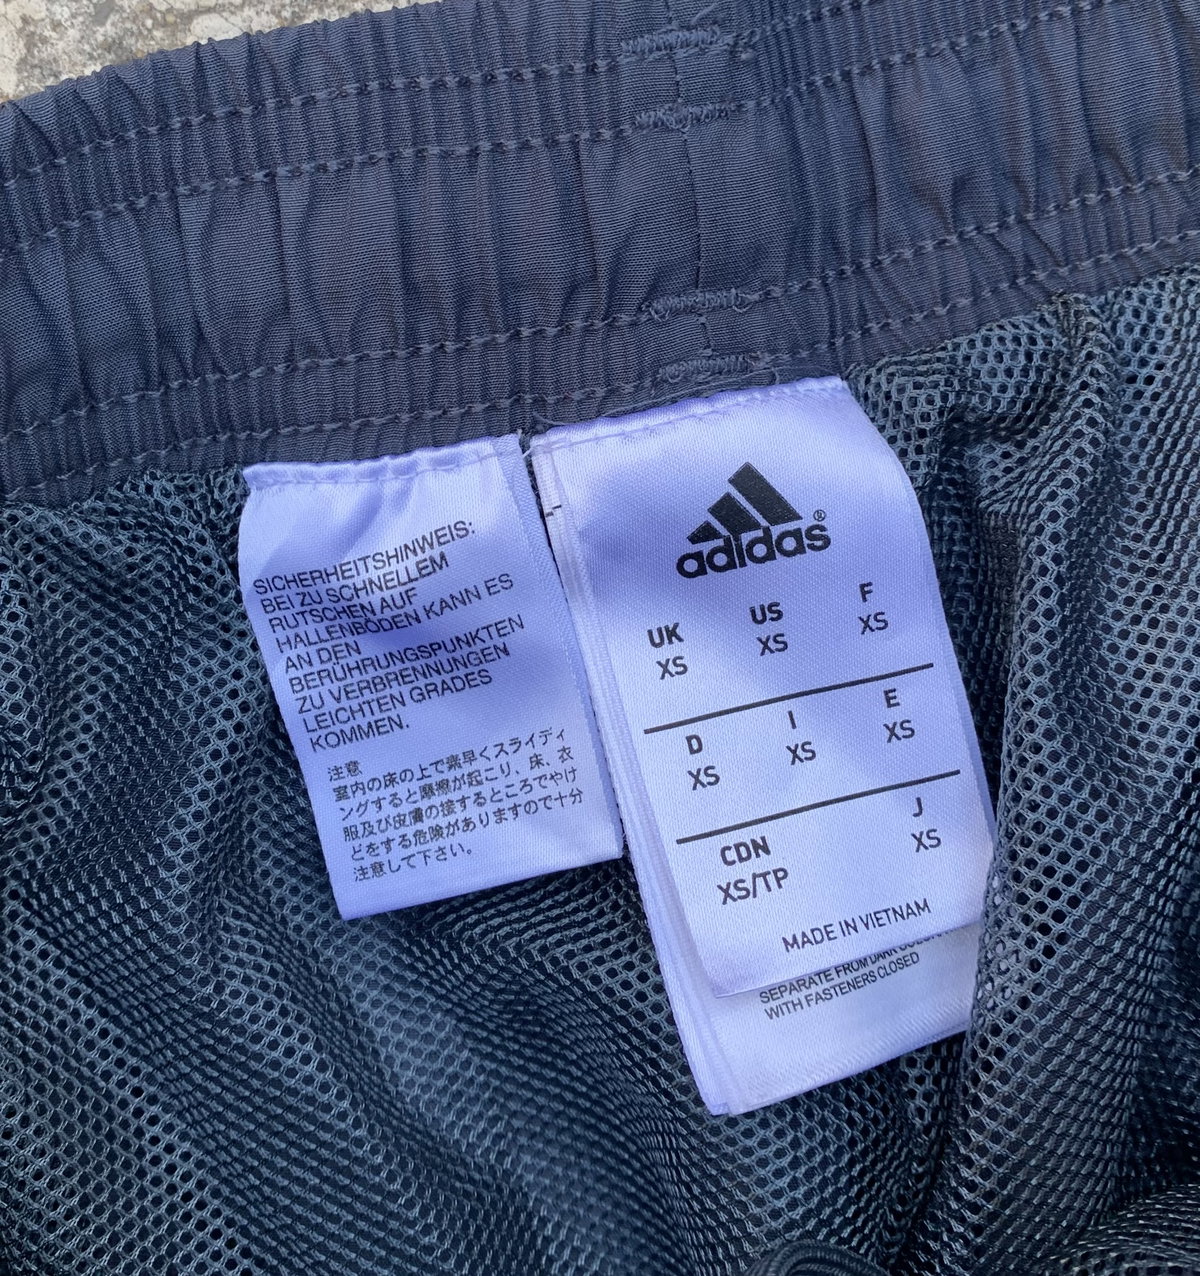 SICHERHEITSHINWEIS:
BEI ZU SCHNELLEM
RUTSCHEN AUF
HALLENBÖDEN KANN ES
AN DEN
BERÜHRUNGSPUNKTEN
ZU VERBRENNUNGEN
LEICHTEN GRADES
KOMMEN.
注意
室内の床の上で素早くスライディ
ングすると摩擦が起こり、床、衣
服及び皮膚の接するところでやけ
どをする危険がありますので十分
注意して下さい。
adidas®
UK US F
XS XS XS
D I E
XS XS XS
CDN J
XS/TP XS
MADE IN VIETNAM
SEPARATE FROM DARK
WITH FASTENERS CLOSED